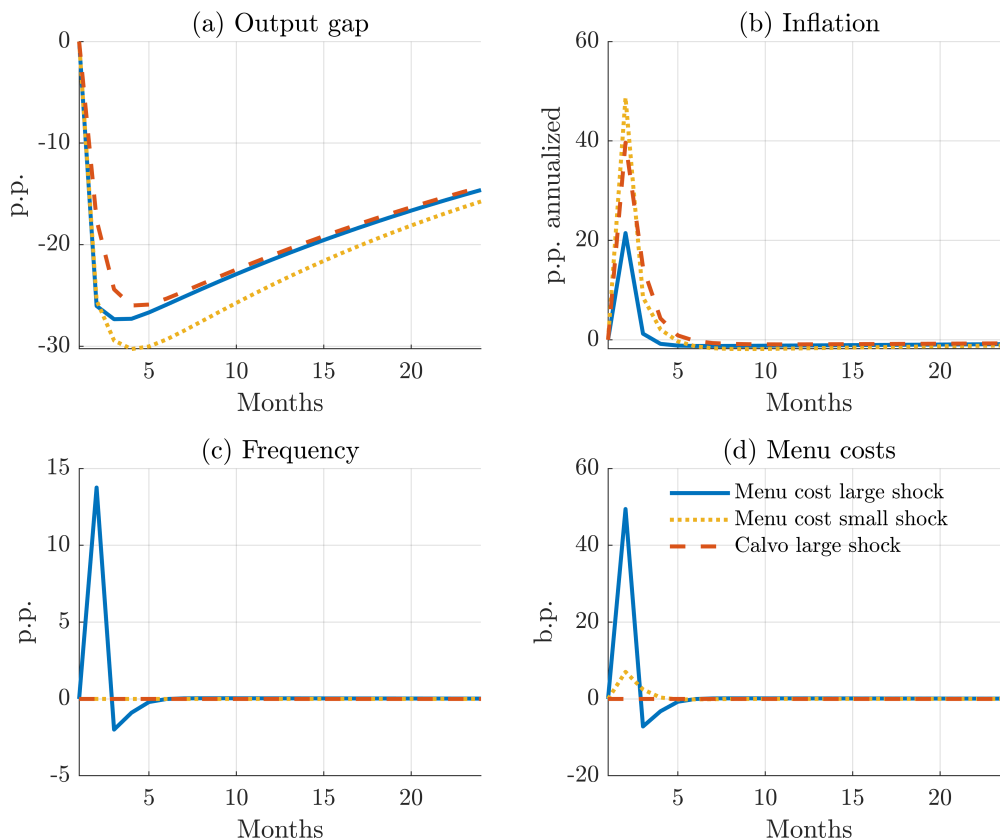 (a) Output gap
0
-10
-20
-30
p.p.
5
10
15
20
Months
(b) Inflation
60
40
20
0
p.p. annualized
5
10
15
20
Months
(c) Frequency
15
10
5
0
-5
p.p.
5
10
15
20
Months
(d) Menu costs
60
40
20
0
-20
b.p.
Menu cost large shock
Menu cost small shock
Calvo large shock
5
10
15
20
Months